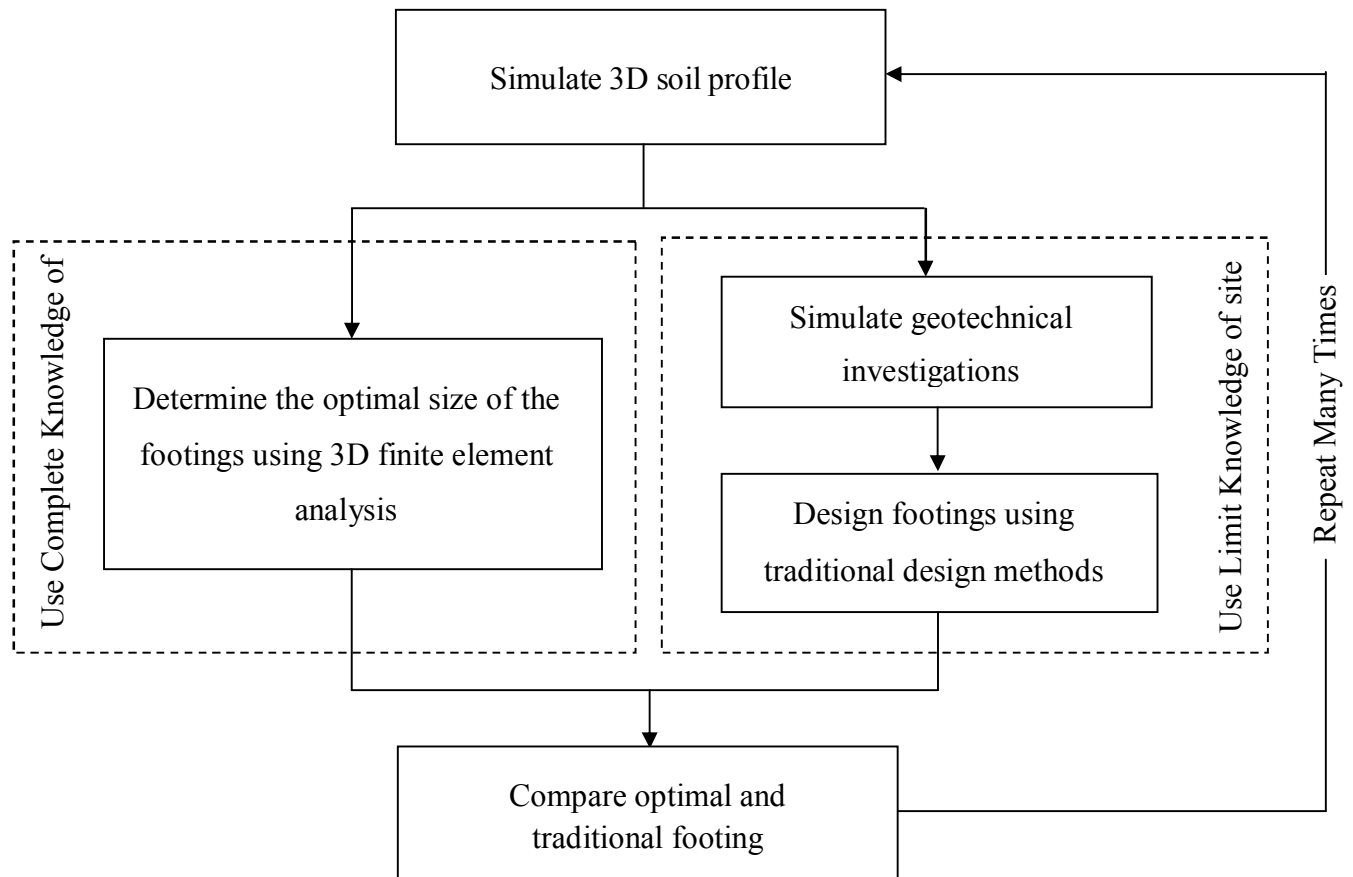 Simulate 3D soil profile
Use Complete Knowledge of
Determine the optimal size of the
footings using 3D finite element
analysis
Simulate geotechnical
investigations
Design footings using
traditional design methods
Use Limit Knowledge of site
Repeat Many Times
Compare optimal and
traditional footing